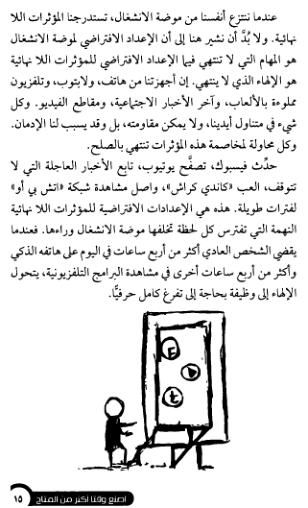 عندما ننتزع أنفسنا من موضة الانشغال، تستدرجنا المؤثرات اللا
نهائية. ولا بُدَّ أن نشير هنا إلى أن الإعداد الافتراضي لموضة الانشغال
هو المهام التي لا تنتهي فيما الإعداد الافتراضي للمؤثرات اللا نهائية
هو الإلهاء الذي لا ينتهي. إن أجهزتنا من هاتف، ولابتوب، وتلفزيون
مملوءة بالألعاب، وآخر الأخبار الاجتماعية، ومقاطع الفيديو. وكل
شيء في متناول أيدينا، ولا يمكن مقاومته، بل وقد يسبب لنا الإدمان.
وكل محاولة لمخاصمة هذه المؤثرات تنتهي بالصلح.
حدِّث فيسبوك، تصفَّح يوتيوب، تابع الأخبار العاجلة التي لا
تتوقف، العب «كاندي كراش»، واصل مشاهدة شبكة «اتش بي أو»
لفترات طويلة. هذه هي الإعدادات الافتراضية للمؤثرات اللا نهائية
النهمة التي تفترس كل لحظة تخلفها موضة الانشغال وراءها. فعندما
يقضي الشخص العادي أكثر من أربع ساعات في اليوم على هاتفه الذكي
وأكثر من أربع ساعات أخرى في مشاهدة البرامج التلفزيونية، يتحول
الإلهاء إلى وظيفة بحاجة إلى تفرغ كامل حرفيًّا.
F
t
١٥ اصنع وقتا أكثر من المتاح